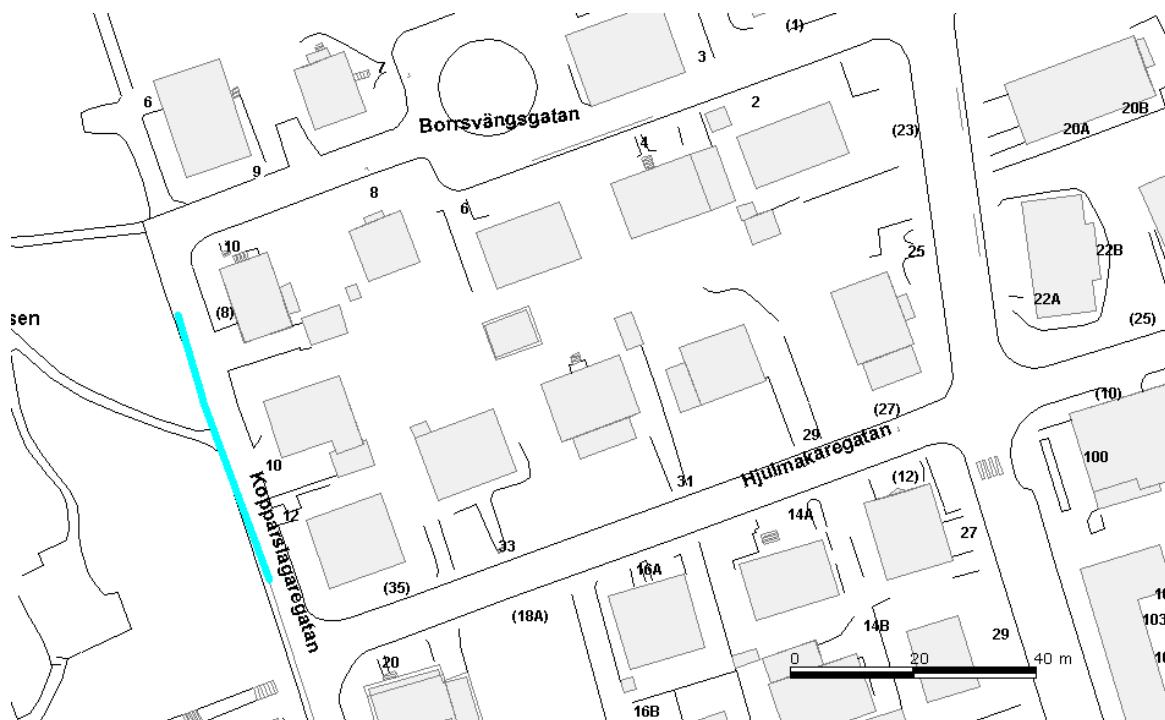 (1)
3
7
6
2
20B
20A
Borrsvängsgatan
(23)
4
9
8
6
10
25
22B
22A
(8)
sen
(25)
(10)
(27)
29
Hjulmakaregatan
100
10
31
(12)
12
14A
Kopparslagaregatan
27
33
16A
(35)
(18A)
103
14B
29
20
0 20 40 m
16B